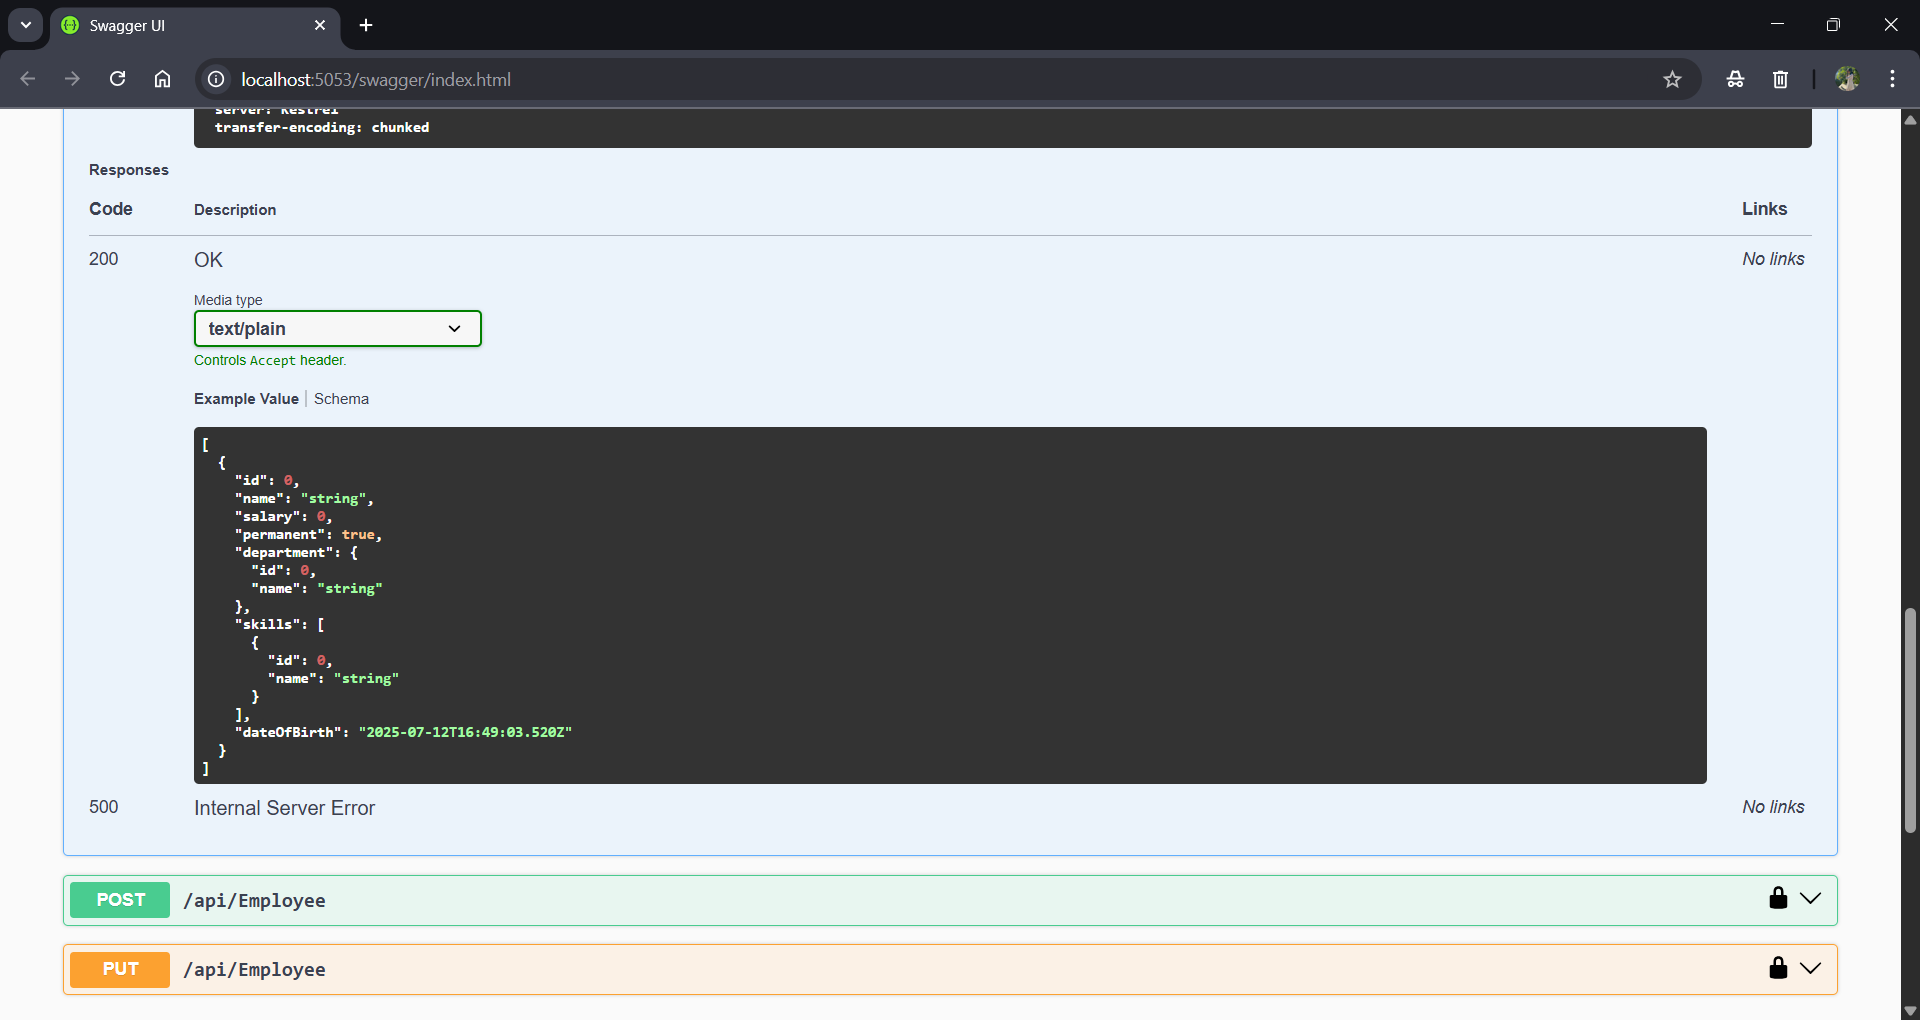 Swagger UI
localhost:5053/swagger/index.html
server: Kestrel
transfer-encoding: chunked
Responses
Code Description Links
200 OK No links
Media type
text/plain
Controls Accept header.
Example Value | Schema
[
{
"id": 0,
"name": "string",
"salary": 0,
"permanent": true,
"department": {
"id": 0,
"name": "string"
},
"skills": [
{
"id": 0,
"name": "string"
}
],
"dateOfBirth": "2025-07-12T16:49:03.520Z"
}
]
500 Internal Server Error No links
POST /api/Employee
PUT /api/Employee